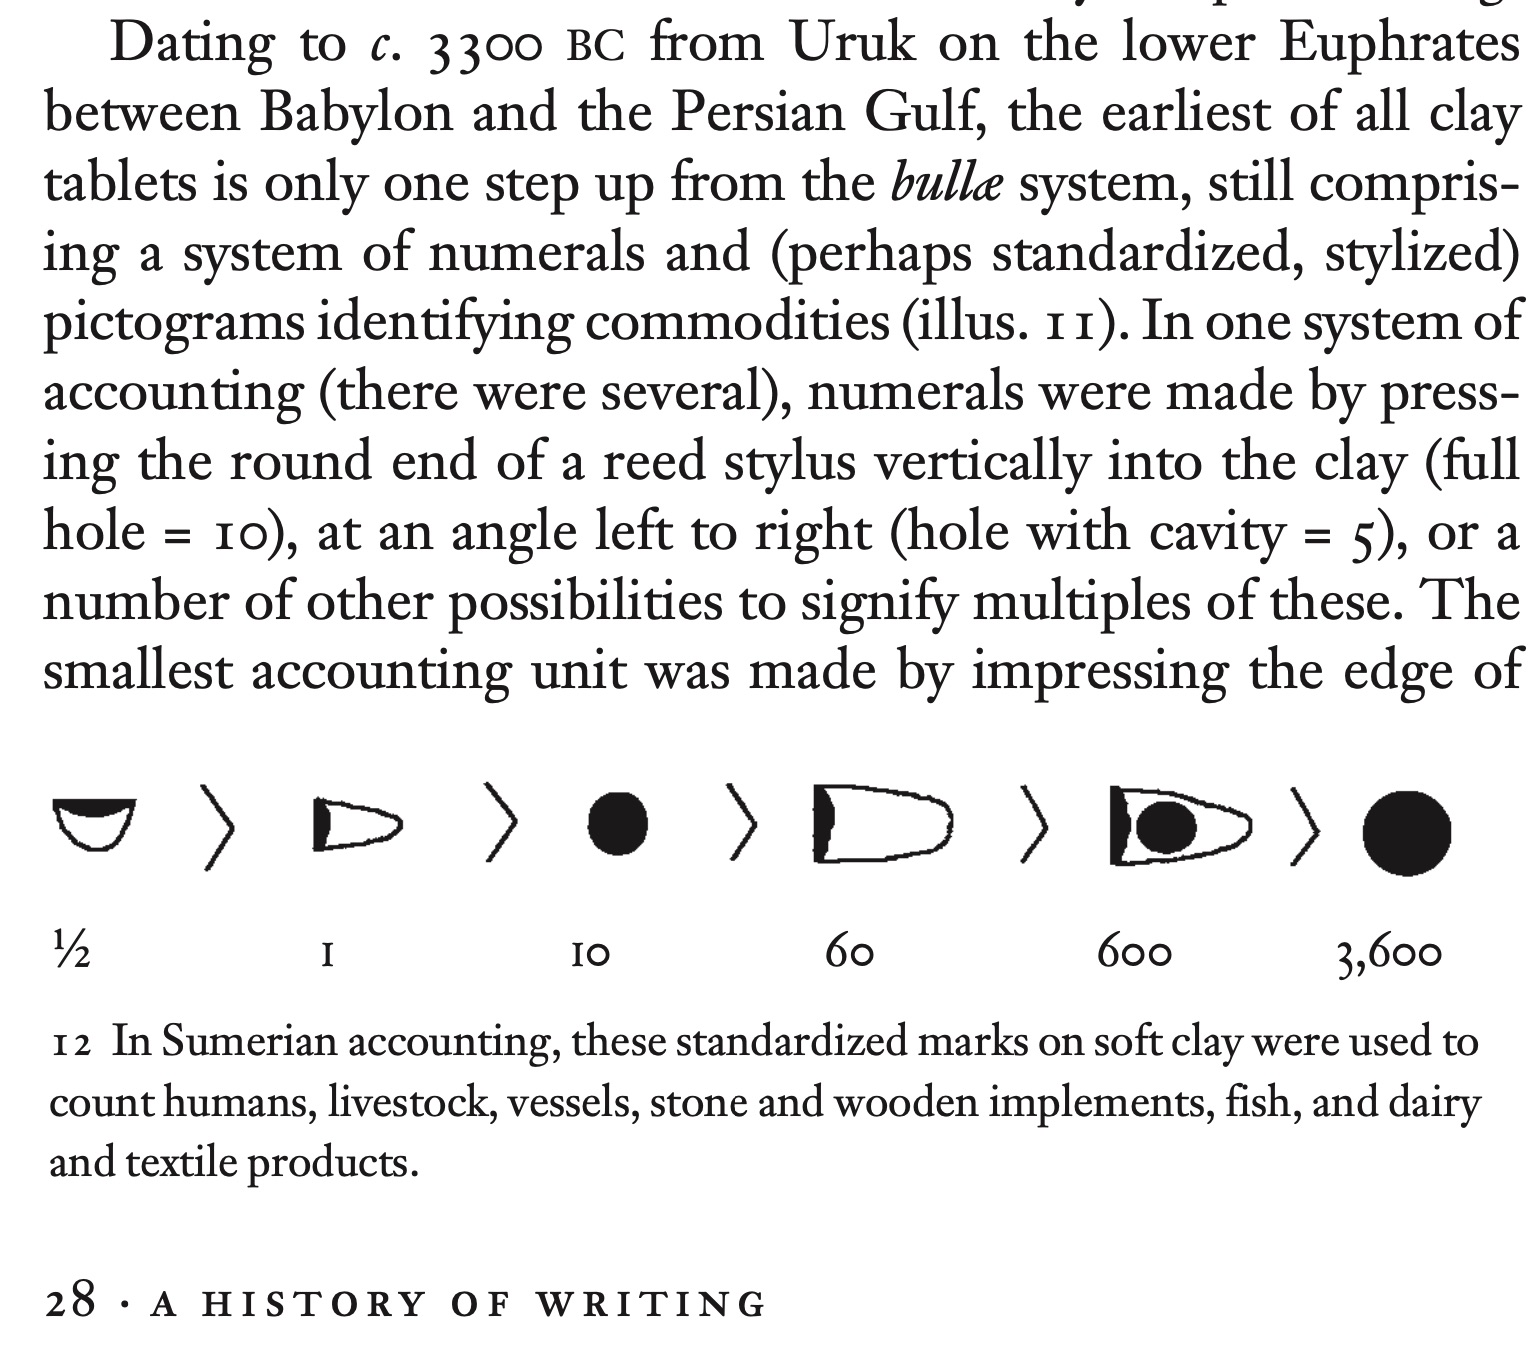 Dating to c. 3300 BC from Uruk on the lower Euphrates
between Babylon and the Persian Gulf, the earliest of all clay
tablets is only one step up from the bullæ system, still compris-
ing a system of numerals and (perhaps standardized, stylized)
pictograms identifying commodities (illus. 11). In one system of
accounting (there were several), numerals were made by press-
ing the round end of a reed stylus vertically into the clay (full
hole = 10), at an angle left to right (hole with cavity = 5), or a
number of other possibilities to signify multiples of these. The
smallest accounting unit was made by impressing the edge of
½ 1 10 60 600 3,600
12 In Sumerian accounting, these standardized marks on soft clay were used to
count humans, livestock, vessels, stone and wooden implements, fish, and dairy
and textile products.
28 · A HISTORY OF WRITING